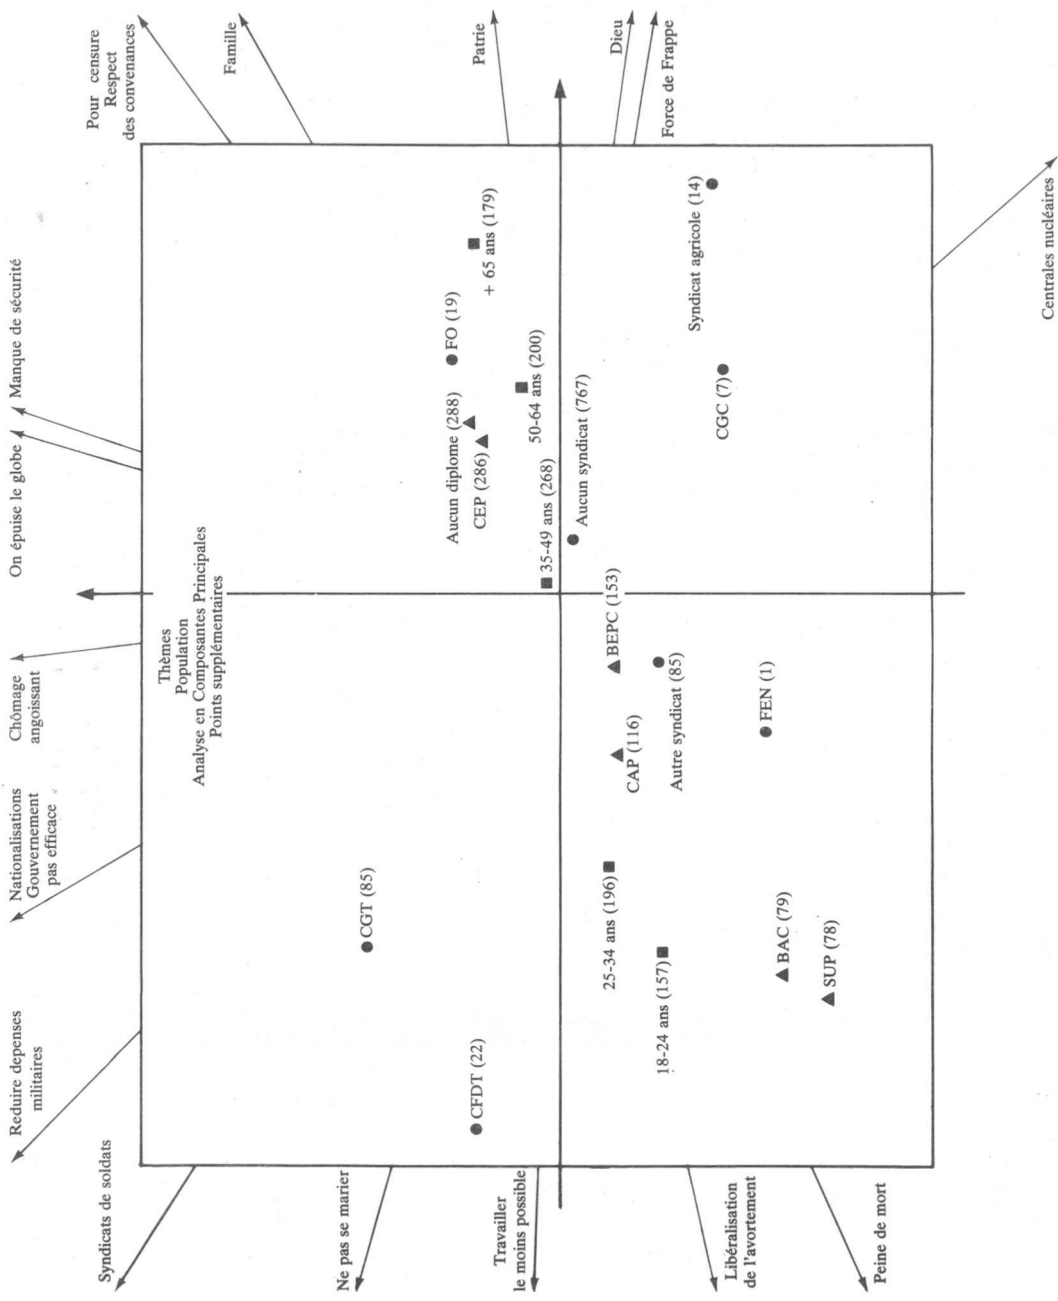 Reduire depenses
militaires
Nationalisations
Gouvernement
pas efficace
Chômage
angoissant
On épuise le globe
Manque de sécurité
Syndicats de soldats
Pour censure
Respect
des convenances
Thèmes
Population
Analyse en Composantes Principales
Points supplémentaires
Famille
Ne pas se marier
CGT (85)
CFDT (22)
Aucun diplome (288)
FO (19)
CEP (286)
+ 65 ans (179)
Patrie
50-64 ans (200)
35-49 ans (268)
Travailler
le moins possible
Aucun syndicat (767)
Dieu
25-34 ans (196)
BEPC (153)
CAP (116)
18-24 ans (157)
Autre syndicat (85)
Force de Frappe
Syndicat agricole (14)
CGC (7)
Libéralisation
de l'avortement
FEN (1)
BAC (79)
SUP (78)
Peine de mort
Centrales nucléaires